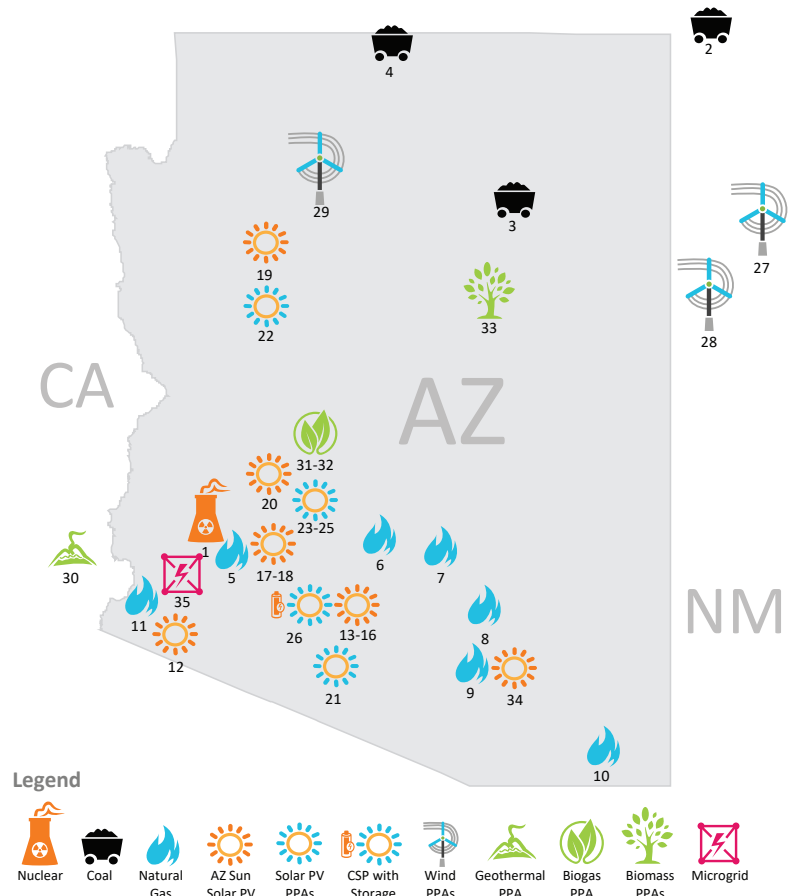 2
4
29
3
27
19
33
22
28
CA
AZ
31-32
20
23-25
1
5
17-18
6
7
30
35
NM
11
12
26
13-16
8
21
9
34
10
Legend
Nuclear
Coal
Natural
Gas
AZ Sun
Solar PV
Solar PV
PPAs
CSP with
Storage
Wind
PPAs
Geothermal
PPA
Biogas
PPA
Biomass
PPAs
Microgrid